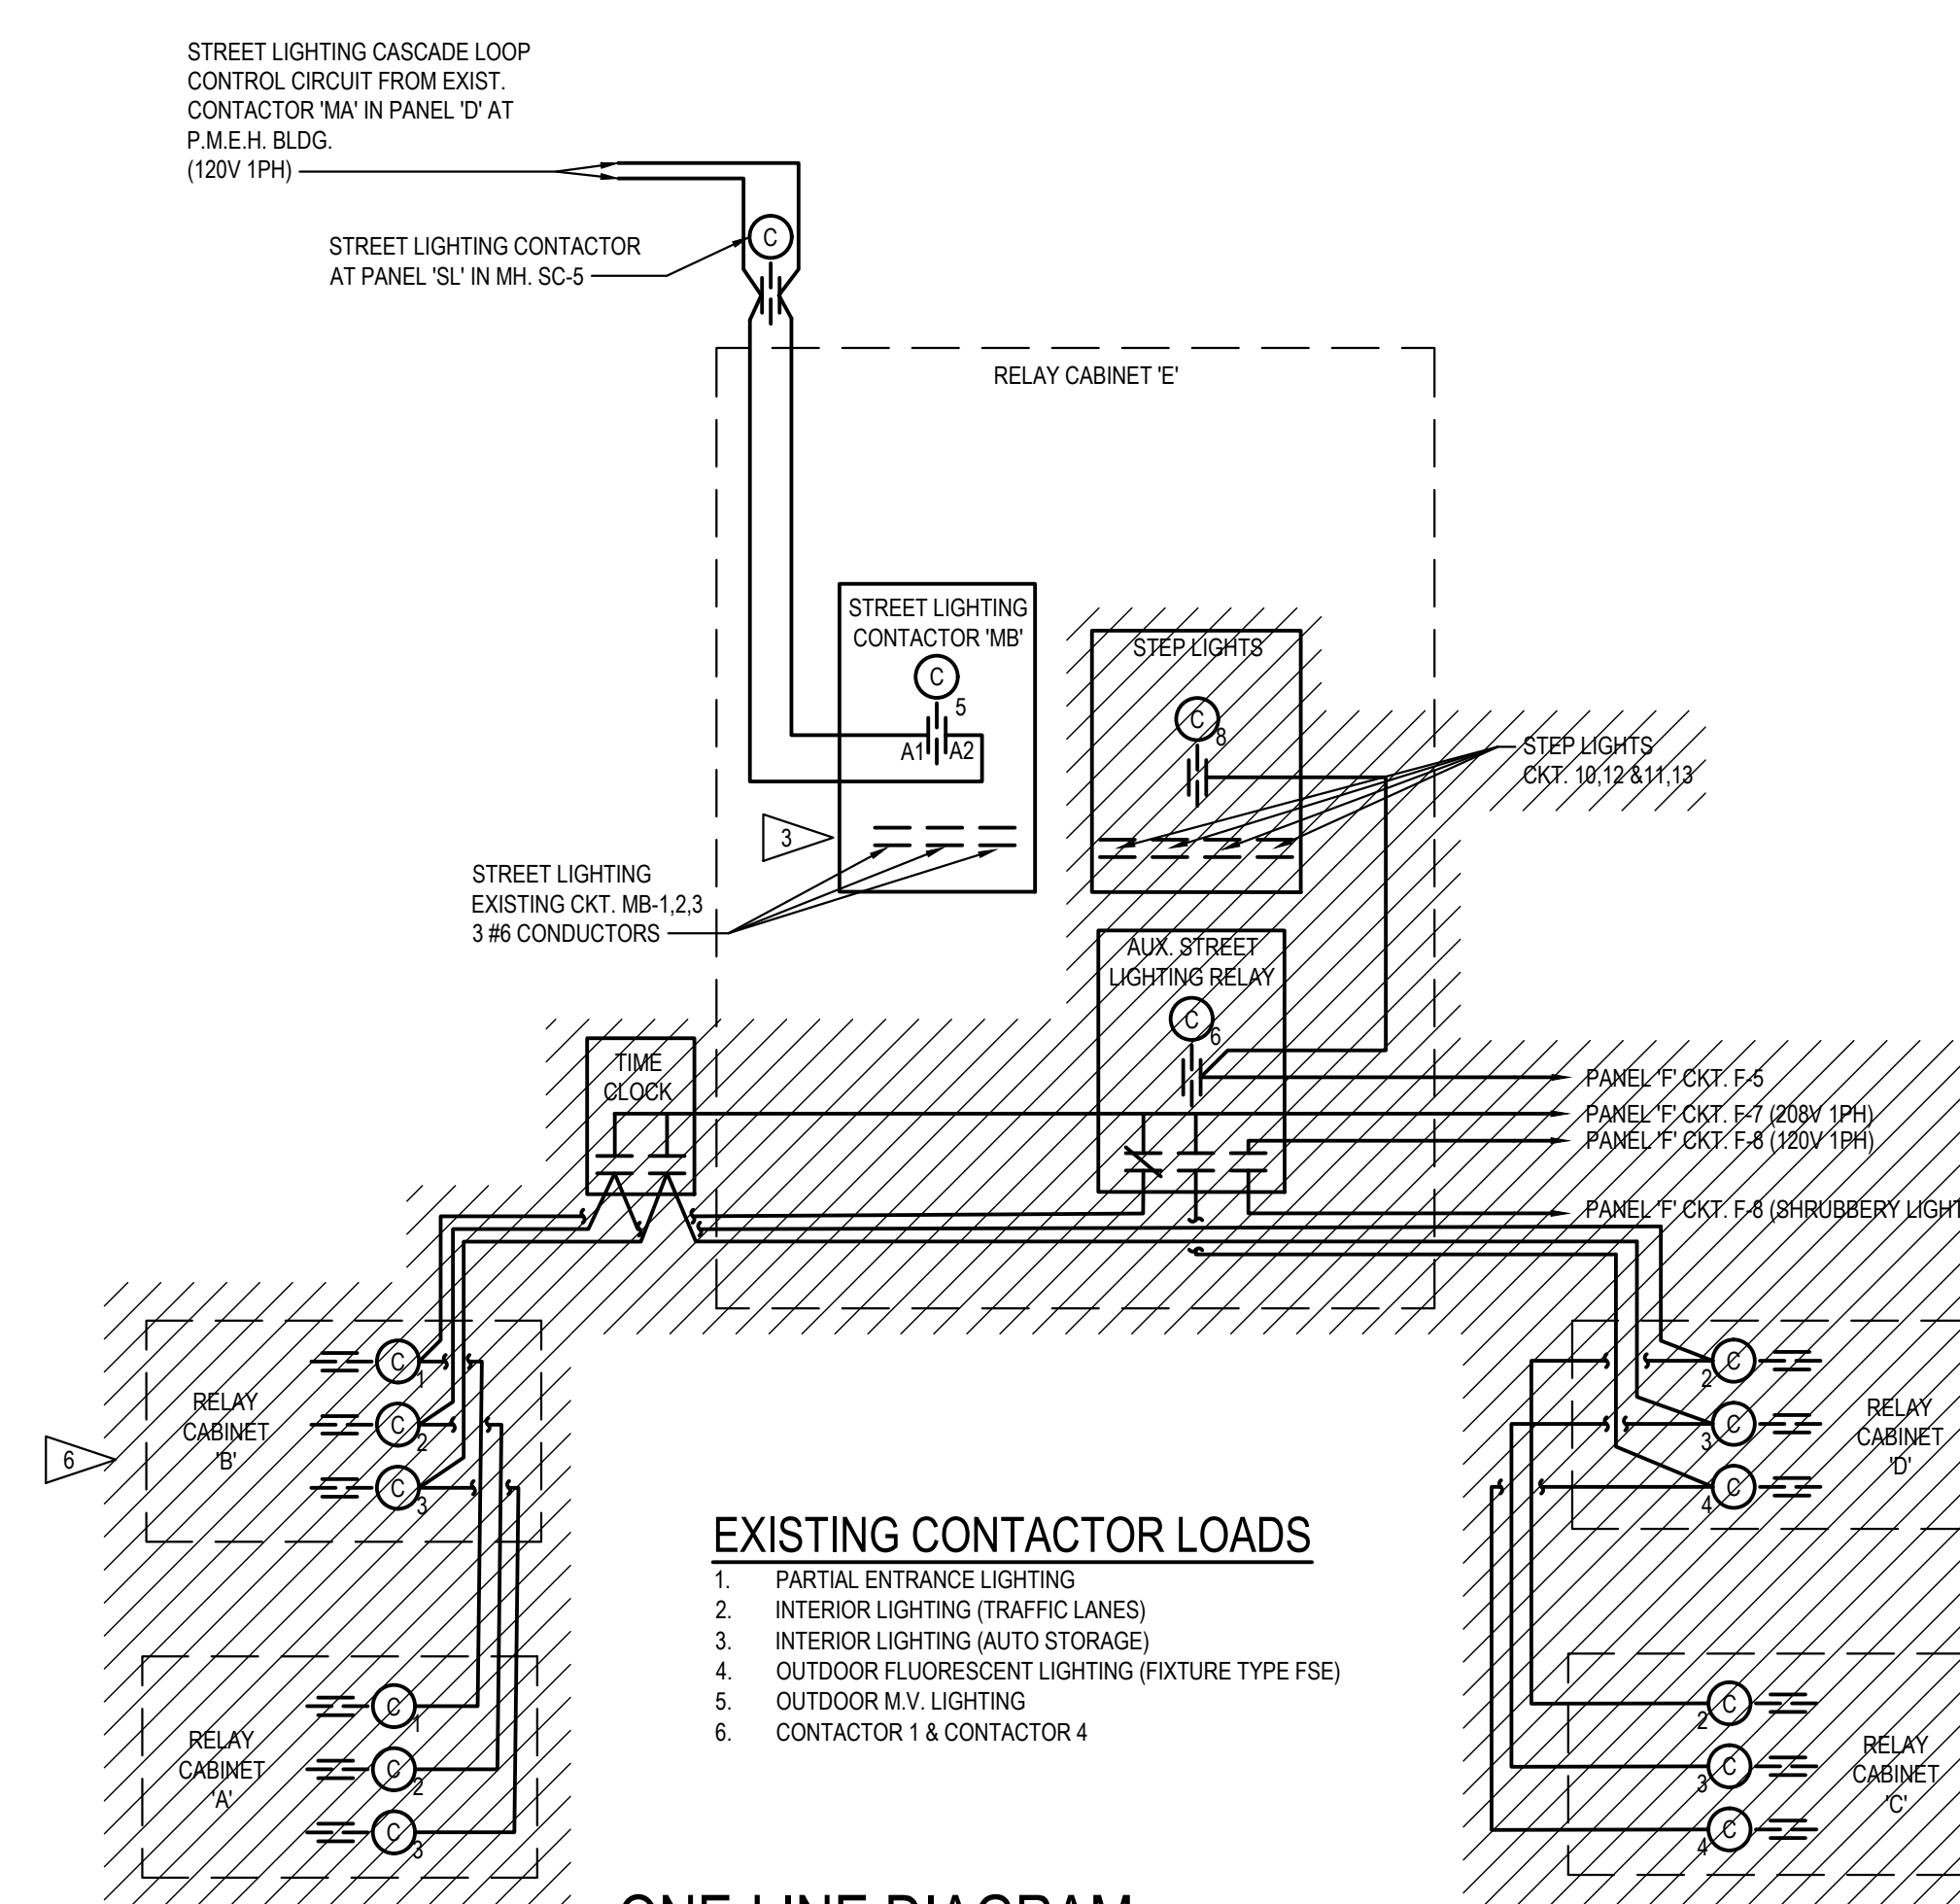 STREET LIGHTING CASCADE LOOP
CONTROL CIRCUIT FROM EXIST.
CONTACTOR 'MA' IN PANEL 'D' AT
P.M.E.H. BLDG.
(120V 1PH)
C
STREET LIGHTING CONTACTOR
AT PANEL 'SL' IN MH. SC-5
RELAY CABINET 'E'
STREET LIGHTING
CONTACTOR 'MB'
C
5
A1
A2
3
STREET LIGHTING
EXISTING CKT. MB-1,2,3
3 #6 CONDUCTORS
STEP LIGHTS
C
8
STEP LIGHTS
CKT. 10,12 &11,13
AUX. STREET
LIGHTING RELAY
C
6
TIME
CLOCK
PANEL 'F' CKT. F-5
PANEL 'F' CKT. F-7 (208V 1PH)
PANEL 'F' CKT. F-8 (120V 1PH)
PANEL 'F' CKT. F-8 (SHRUBBERY LIGHT
6
RELAY
CABINET
'B'
C
1
C
2
C
3
RELAY
CABINET
'A'
C
1
C
2
C
3
C
2
C
3
C
4
RELAY
CABINET
'D'
C
2
C
3
C
4
RELAY
CABINET
'C'
EXISTING CONTACTOR LOADS
1. PARTIAL ENTRANCE LIGHTING
2. INTERIOR LIGHTING (TRAFFIC LANES)
3. INTERIOR LIGHTING (AUTO STORAGE)
4. OUTDOOR FLUORESCENT LIGHTING (FIXTURE TYPE FSE)
5. OUTDOOR M.V. LIGHTING
6. CONTACTOR 1 & CONTACTOR 4
ONE-LINE DIAGRAM